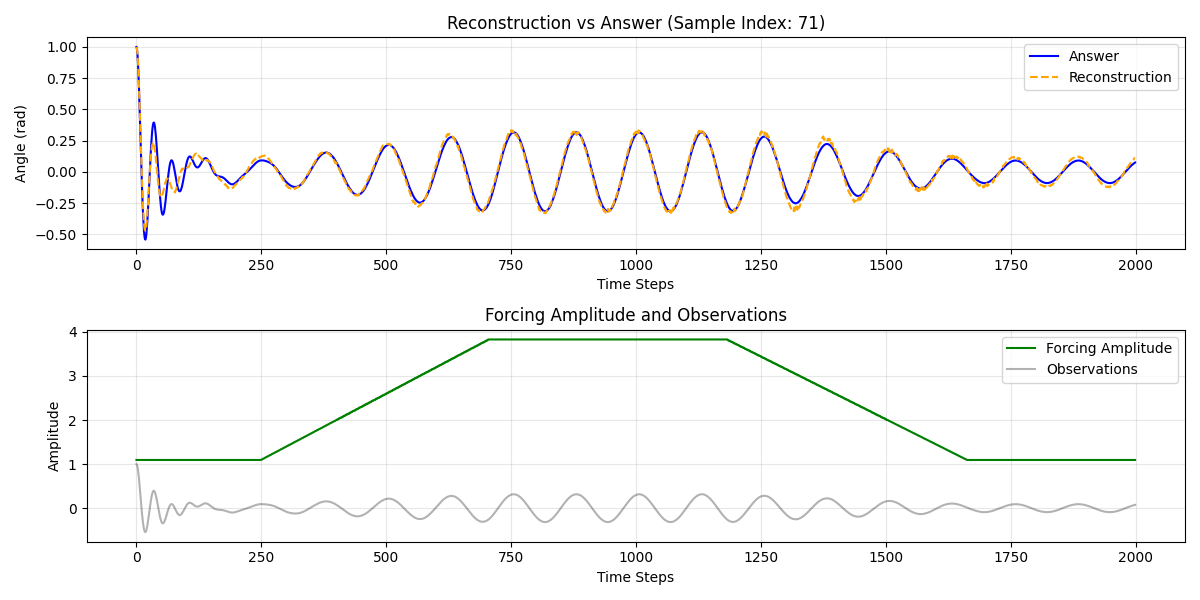 Reconstruction vs Answer (Sample Index: 71)
Angle (rad)
1.00
0.75
0.50
0.25
0.00
−0.25
−0.50
Answer
Reconstruction
0 250 500 750 1000 1250 1500 1750 2000
Time Steps
Forcing Amplitude and Observations
Amplitude
4
3
2
1
0
Forcing Amplitude
Observations
0 250 500 750 1000 1250 1500 1750 2000
Time Steps